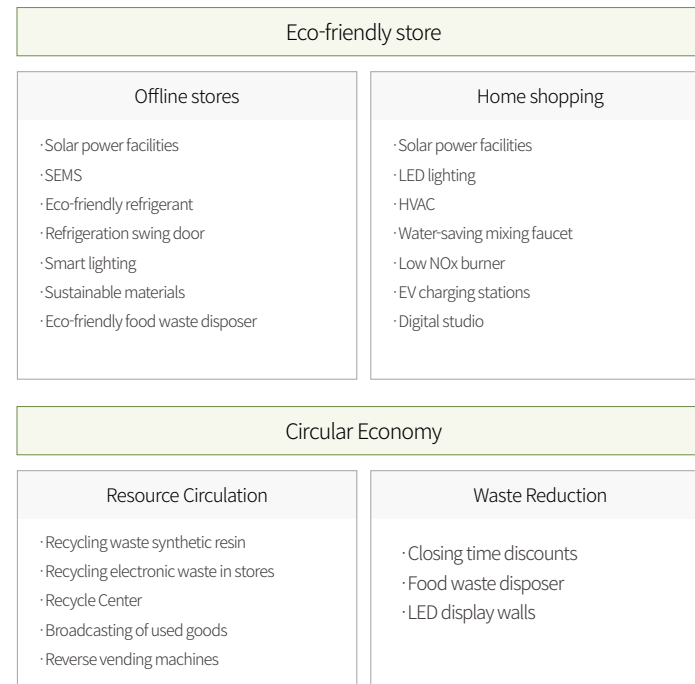 Eco-friendly store
Offline stores
·Solar power facilities
·SEMS
·Eco-friendly refrigerant
·Refrigeration swing door
·Smart lighting
·Sustainable materials
·Eco-friendly food waste disposer
Home shopping
·Solar power facilities
·LED lighting
·HVAC
·Water-saving mixing faucet
·Low NOx burner
·EV charging stations
·Digital studio
Circular Economy
Resource Circulation
·Recycling waste synthetic resin
·Recycling electronic waste in stores
·Recycle Center
·Broadcasting of used goods
·Reverse vending machines
Waste Reduction
·Closing time discounts
·Food waste disposer
·LED display walls